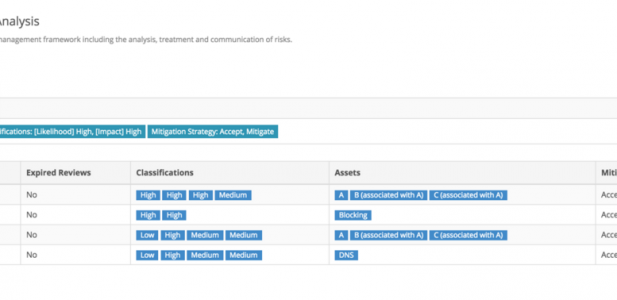 Analysis
management framework including the analysis, treatment and communication of risks.
ifications: [Likelihood] High, [Impact] High Mitigation Strategy: Accept, Mitigate
Expired Reviews Classifications Assets Miti
No High High High Medium A B (associated with A) C (associated with A) Acce
No High High Blocking Acce
No Low High Medium Medium A B (associated with A) C (associated with A) Acce
No Low High Medium Medium DNS Acce